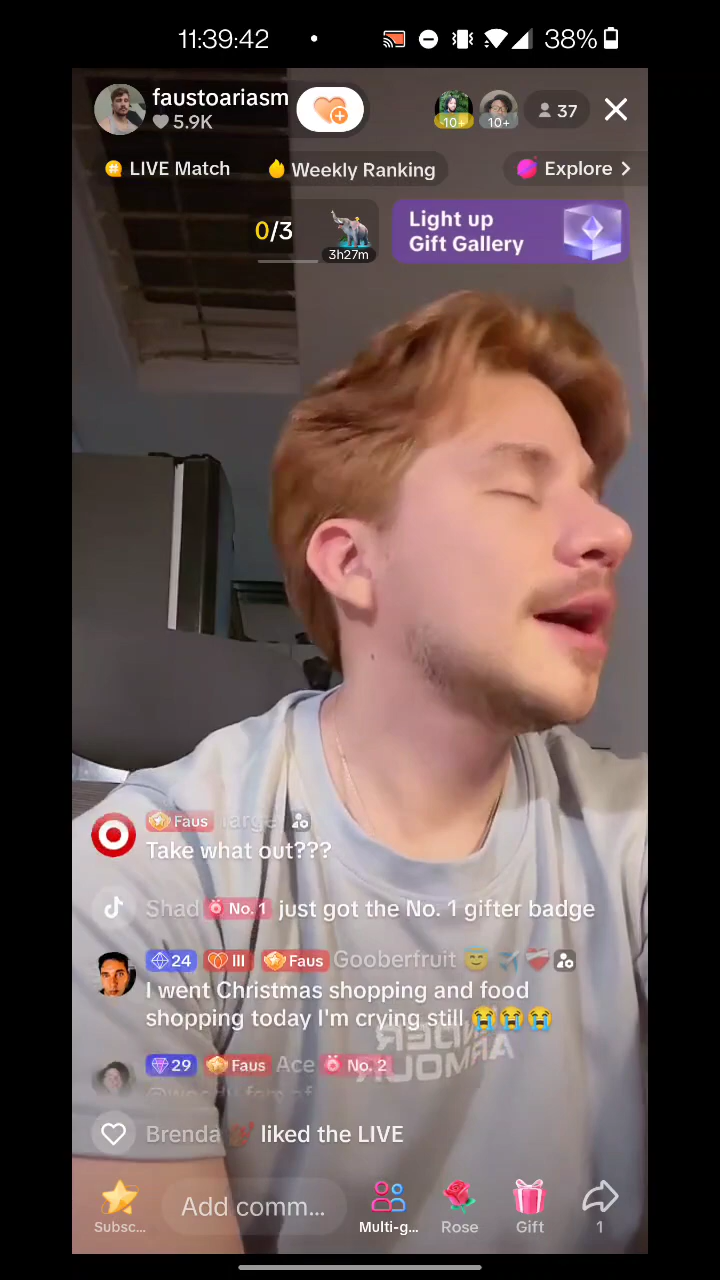 11:39:42
38%
faustoariasm
5.9K
10+
10+
37
LIVE Match
Weekly Ranking
Explore
0/3
3h27m
Light up
Gift Gallery
Faus Target
Take what out???
Shad No. 1 just got the No. 1 gifter badge
24 III Faus Gooberfruit 😇 ✈️ ❤️‍🩹
I went Christmas shopping and food
shopping today I'm crying still 😭😭😭
29 Faus Ace No. 2
UNDER
ARMOUR
Brenda liked the LIVE
Subsc...
Add comm...
Multi-g...
Rose
Gift
1